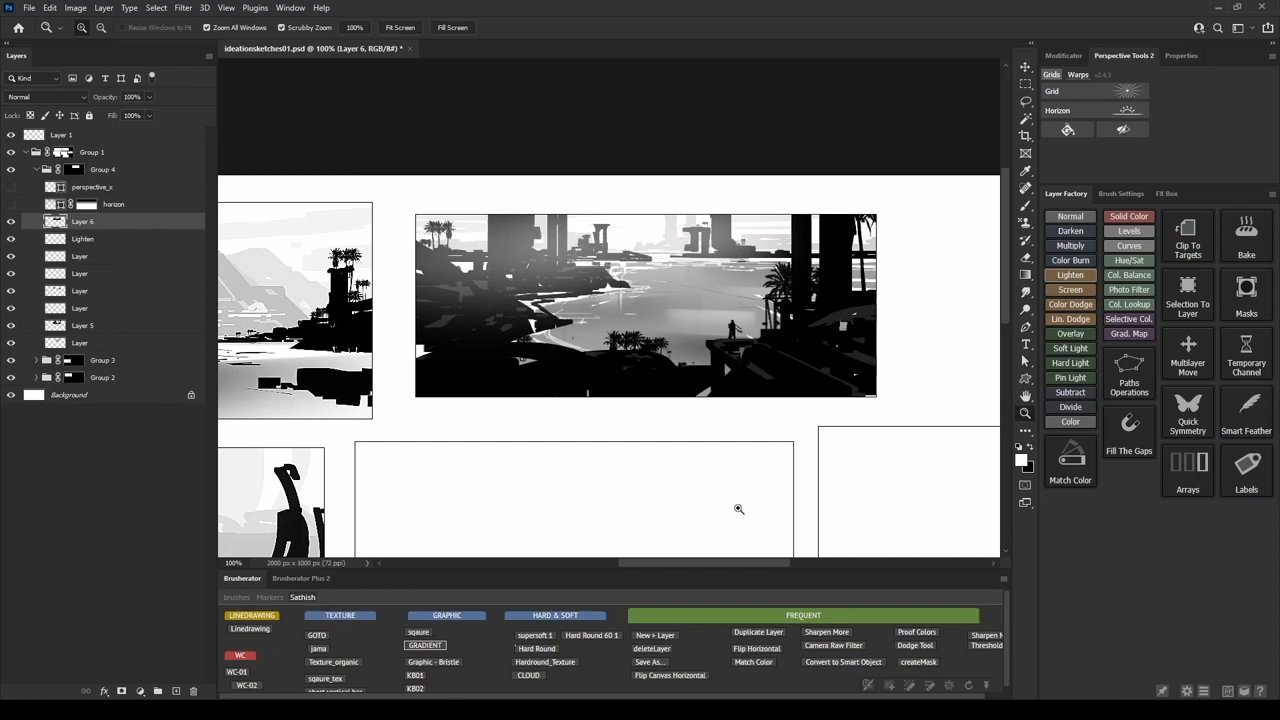 File Edit Image Layer Type Select Filter 3D View Plugins Window Help
Resize Windows to Fit Zoom All Windows Scrubby Zoom 100% Fit Screen Fill Screen
ideationsketches01.psd @ 100% (Layer 6, RGB/8#) *
Layers
Kind
Normal Opacity: 100%
Lock: Fill: 100%
Layer 1
Group 1
Group 4
perspective_x
horizon
Layer 6
Lighten
Layer
Layer
Layer
Layer
Layer 5
Layer
Group 3
Group 2
Background
100% 2000 px x 1000 px (72 ppi)
Brusherator Brusherator Plus 2
brushes Markers Sathish
LINEDRAWING TEXTURE GRAPHIC HARD & SOFT FREQUENT
Linedrawing GOTO sqaure supersoft 1 Hard Round 60 1 New > Layer Duplicate Layer Sharpen More Proof Colors Sharpen M
WC jama GRADIENT Hard Round deleteLayer Flip Horizontal Camera Raw Filter Dodge Tool Threshold
WC-01 Texture_organic Graphic - Bristle Hardround_Texture Save As... Match Color Convert to Smart Object createMask
WC-02 sqaure_tex KB01 CLOUD Flip Canvas Horizontal
short vertical bar KB02
Modificator Perspective Tools 2 Properties
Grids Warps v2.4.3
Grid
Horizon
Layer Factory Brush Settings FX Box
Normal Solid Color
Darken Levels
Multiply Curves
Color Burn Hue/Sat
Lighten Col. Balance
Screen Photo Filter
Color Dodge Col. Lookup
Lin. Dodge Selective Col.
Overlay Grad. Map
Soft Light
Hard Light
Pin Light
Subtract
Divide
Color
Match Color
Paths
Operations
Fill The Gaps
Clip To
Targets
Bake
Selection To
Layer
Masks
Multilayer
Move
Temporary
Channel
Quick
Symmetry
Smart Feather
Arrays
Labels